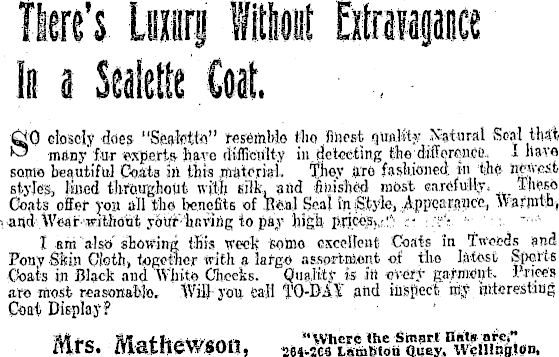 There's Luxury Without Extravagance
In a Sealette Coat.
SO closely does "Sealette" resemble the finest quality Natural Seal that
many fur experts have difficulty in detecting the difference. I have
some beautiful Coats in this material. They are fashioned in the newest
styles, lined throughout with silk, and finished most carefully. These
Coats offer you all the benefits of Real Seal in Style, Appearance, Warmth,
and Wear without your having to pay high prices.
I am also showing this week some excellent Coats in Tweeds and
Pony Skin Cloth, together with a large assortment of the latest Sports
Coats in Black and White Checks. Quality is in every garment. Prices
are most reasonable. Will you call TO-DAY and inspect my interesting
Coat Display?
Mrs. Mathewson, "Where the Smart Hats are,"
264-266 Lambton Quay, Wellington.